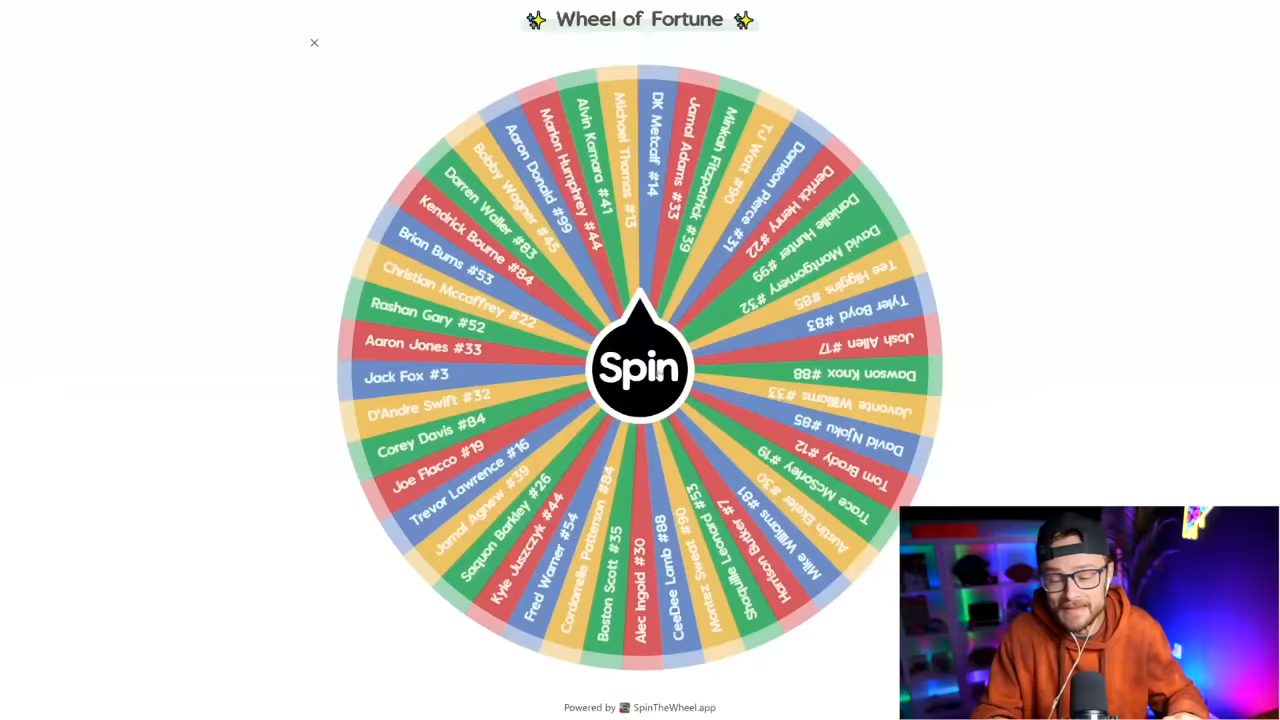 Wheel of Fortune
DK Metcalf #14
Jamal Adams #33
Minkah Fitzpatrick #39
TJ Watt #90
Dameon Pierce #31
Derrick Henry #22
Danielle Hunter #99
David Montgomery #32
Tee Higgins #85
Tyler Boyd #83
Josh Allen #17
Dawson Knox #88
Javonte Williams #33
David Njoku #85
Tom Brady #12
Trace McSorley #19
Austin Ekeler #30
Mike Williams #81
Harrison Butker #7
Shaquille Leonard #53
Montez Sweat #90
CeeDee Lamb #88
Alec Ingold #30
Boston Scott #35
Cordarrelle Patterson #84
Fred Warner #54
Kyle Juszczyk #44
Saquon Barkley #26
Jamal Agnew #39
Trevor Lawrence #16
Joe Flacco #19
Corey Davis #84
D'Andre Swift #32
Jack Fox #3
Aaron Jones #33
Rashan Gary #52
Christian Mccaffrey #22
Brian Burns #53
Kendrick Bourne #84
Darren Waller #83
Bobby Wagner #45
Aaron Donald #99
Marlon Humphrey #44
Alvin Kamara #41
Michael Thomas #13
Spin
Powered by SpinTheWheel.app